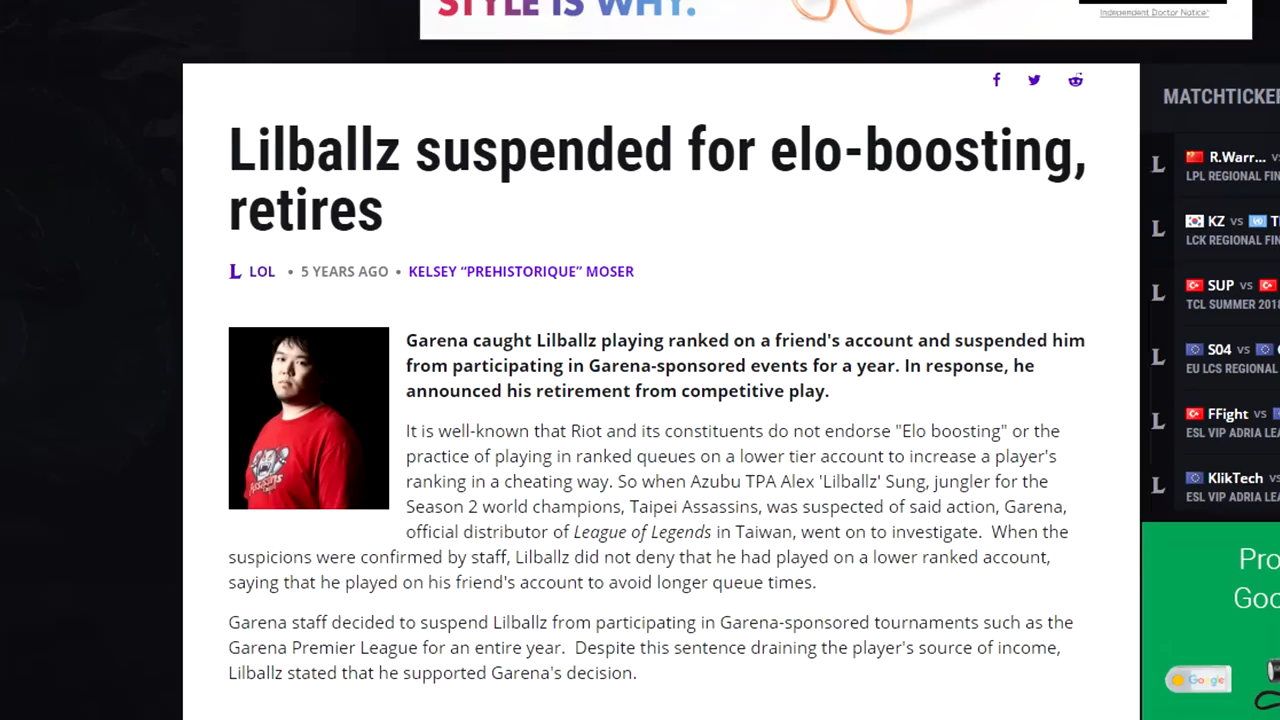 STYLE IS WHY.
Independent Doctor Notice
MATCHTICKER
Lilballz suspended for elo-boosting,
retires
L LOL • 5 YEARS AGO • KELSEY “PREHISTORIQUE” MOSER
Garena caught Lilballz playing ranked on a friend's account and suspended him
from participating in Garena-sponsored events for a year. In response, he
announced his retirement from competitive play.
It is well-known that Riot and its constituents do not endorse "Elo boosting" or the
practice of playing in ranked queues on a lower tier account to increase a player's
ranking in a cheating way. So when Azubu TPA Alex 'Lilballz' Sung, jungler for the
Season 2 world champions, Taipei Assassins, was suspected of said action, Garena,
official distributor of League of Legends in Taiwan, went on to investigate.  When the
suspicions were confirmed by staff, Lilballz did not deny that he had played on a lower ranked account,
saying that he played on his friend's account to avoid longer queue times.
Garena staff decided to suspend Lilballz from participating in Garena-sponsored tournaments such as the
Garena Premier League for an entire year.  Despite this sentence draining the player's source of income,
Lilballz stated that he supported Garena's decision.
Assassins
L R.Warr... vs
LPL REGIONAL FIN
L KZ vs
LCK REGIONAL FIN
L SUP vs
TCL SUMMER 2018
L S04 vs
EU LCS REGIONAL
L FFight vs
ESL VIP ADRIA LEA
L KlikTech vs
ESL VIP ADRIA LEA
Pro
Goo
Google